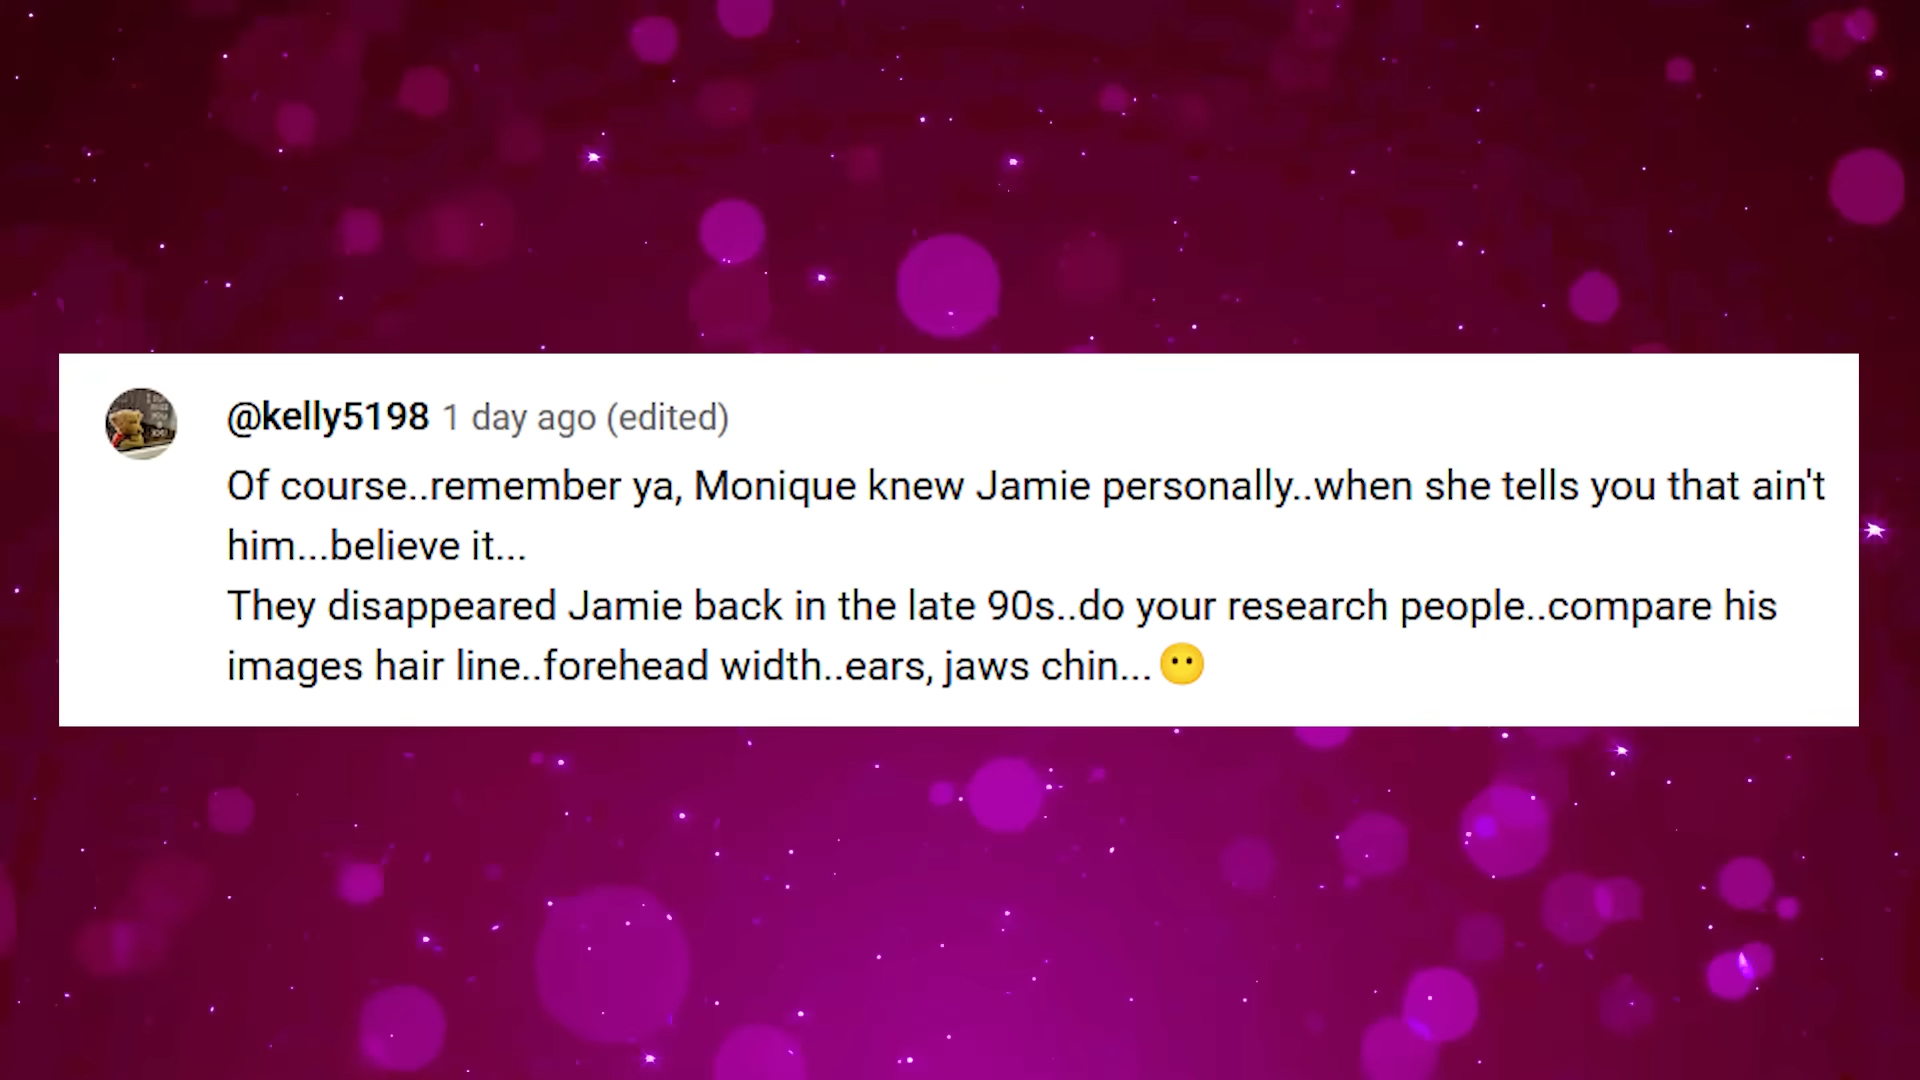 @kelly5198 1 day ago (edited)
Of course..remember ya, Monique knew Jamie personally..when she tells you that ain't
him...believe it...
They disappeared Jamie back in the late 90s..do your research people..compare his
images hair line..forehead width..ears, jaws chin...😶